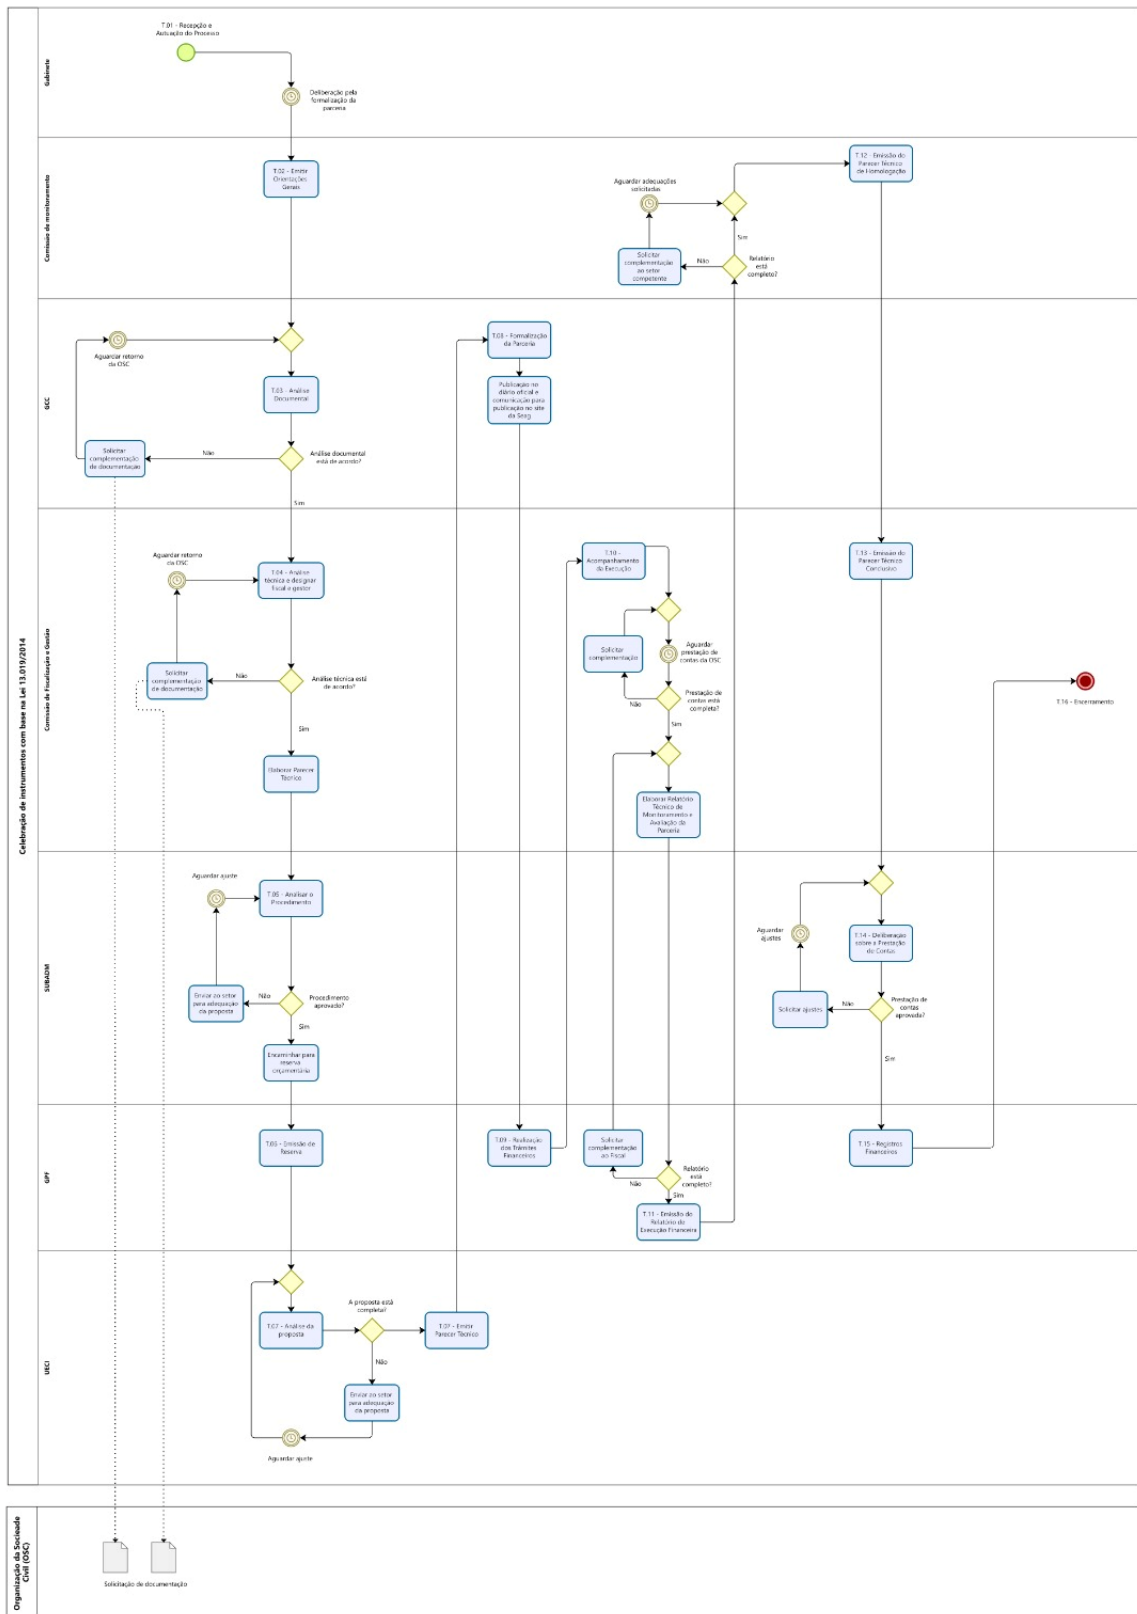 Celebração de instrumentos com base na Lei 13.019/2014
Gabinete
T.01 - Recepção e
Autuação do Processo
Deliberação pela
formalização da
parceria
Comissão de monitoramento
T.02 - Emitir
Orientações
Gerais
Aguardar adequações
solicitadas
Solicitar
complementação
ao setor
competente
Não
Sim
Relatório
está
completo?
T.12 - Emissão do
Parecer Técnico
de Homologação
GCC
Aguardar retorno
da OSC
T.03 - Análise
Documental
Solicitar
complementação
de documentação
Não
Análise documental
está de acordo?
Sim
T.08 - Formalização
da Parceria
Publicação no
diário oficial e
comunicação para
publicação no site
da Seag
Comissão de Fiscalização e Gestão
Aguardar retorno
da OSC
T.04 - Análise
técnica e designar
fiscal e gestor
Solicitar
complementação
de documentação
Não
Análise técnica está
de acordo?
Sim
Elaborar Parecer
Técnico
T.10 -
Acompanhamento
da Execução
Solicitar
complementação
Aguardar
prestação de
contas da OSC
Não
Prestação de
contas está
completa?
Sim
Elaborar Relatório
Técnico de
Monitoramento e
Avaliação da
Parceria
T.13 - Emissão do
Parecer Técnico
Conclusivo
T.16 - Encerramento
SUBADM
Aguardar ajuste
T.05 - Analisar o
Procedimento
Enviar ao setor
para adequação
da proposta
Não
Procedimento
aprovado?
Sim
Encaminhar para
reserva
orçamentária
Aguardar
ajustes
T.14 - Deliberação
sobre a Prestação
de Contas
Solicitar ajustes
Não
Prestação de
contas aprovada?
Sim
GPF
T.06 - Emissão de
Reserva
T.09 - Realização
dos Trâmites
Financeiros
Solicitar
complementação
ao Fiscal
Não
Relatório
está
completo?
Sim
T.11 - Emissão do
Relatório de
Execução Financeira
T.15 - Registros
Financeiros
UECI
A proposta está
completa?
T.07 - Análise da
proposta
T.07 - Emitir
Parecer Técnico
Não
Enviar ao setor
para adequação
da proposta
Aguardar ajuste
Organização da Socieade
Civil (OSC)
Solicitação de documentação